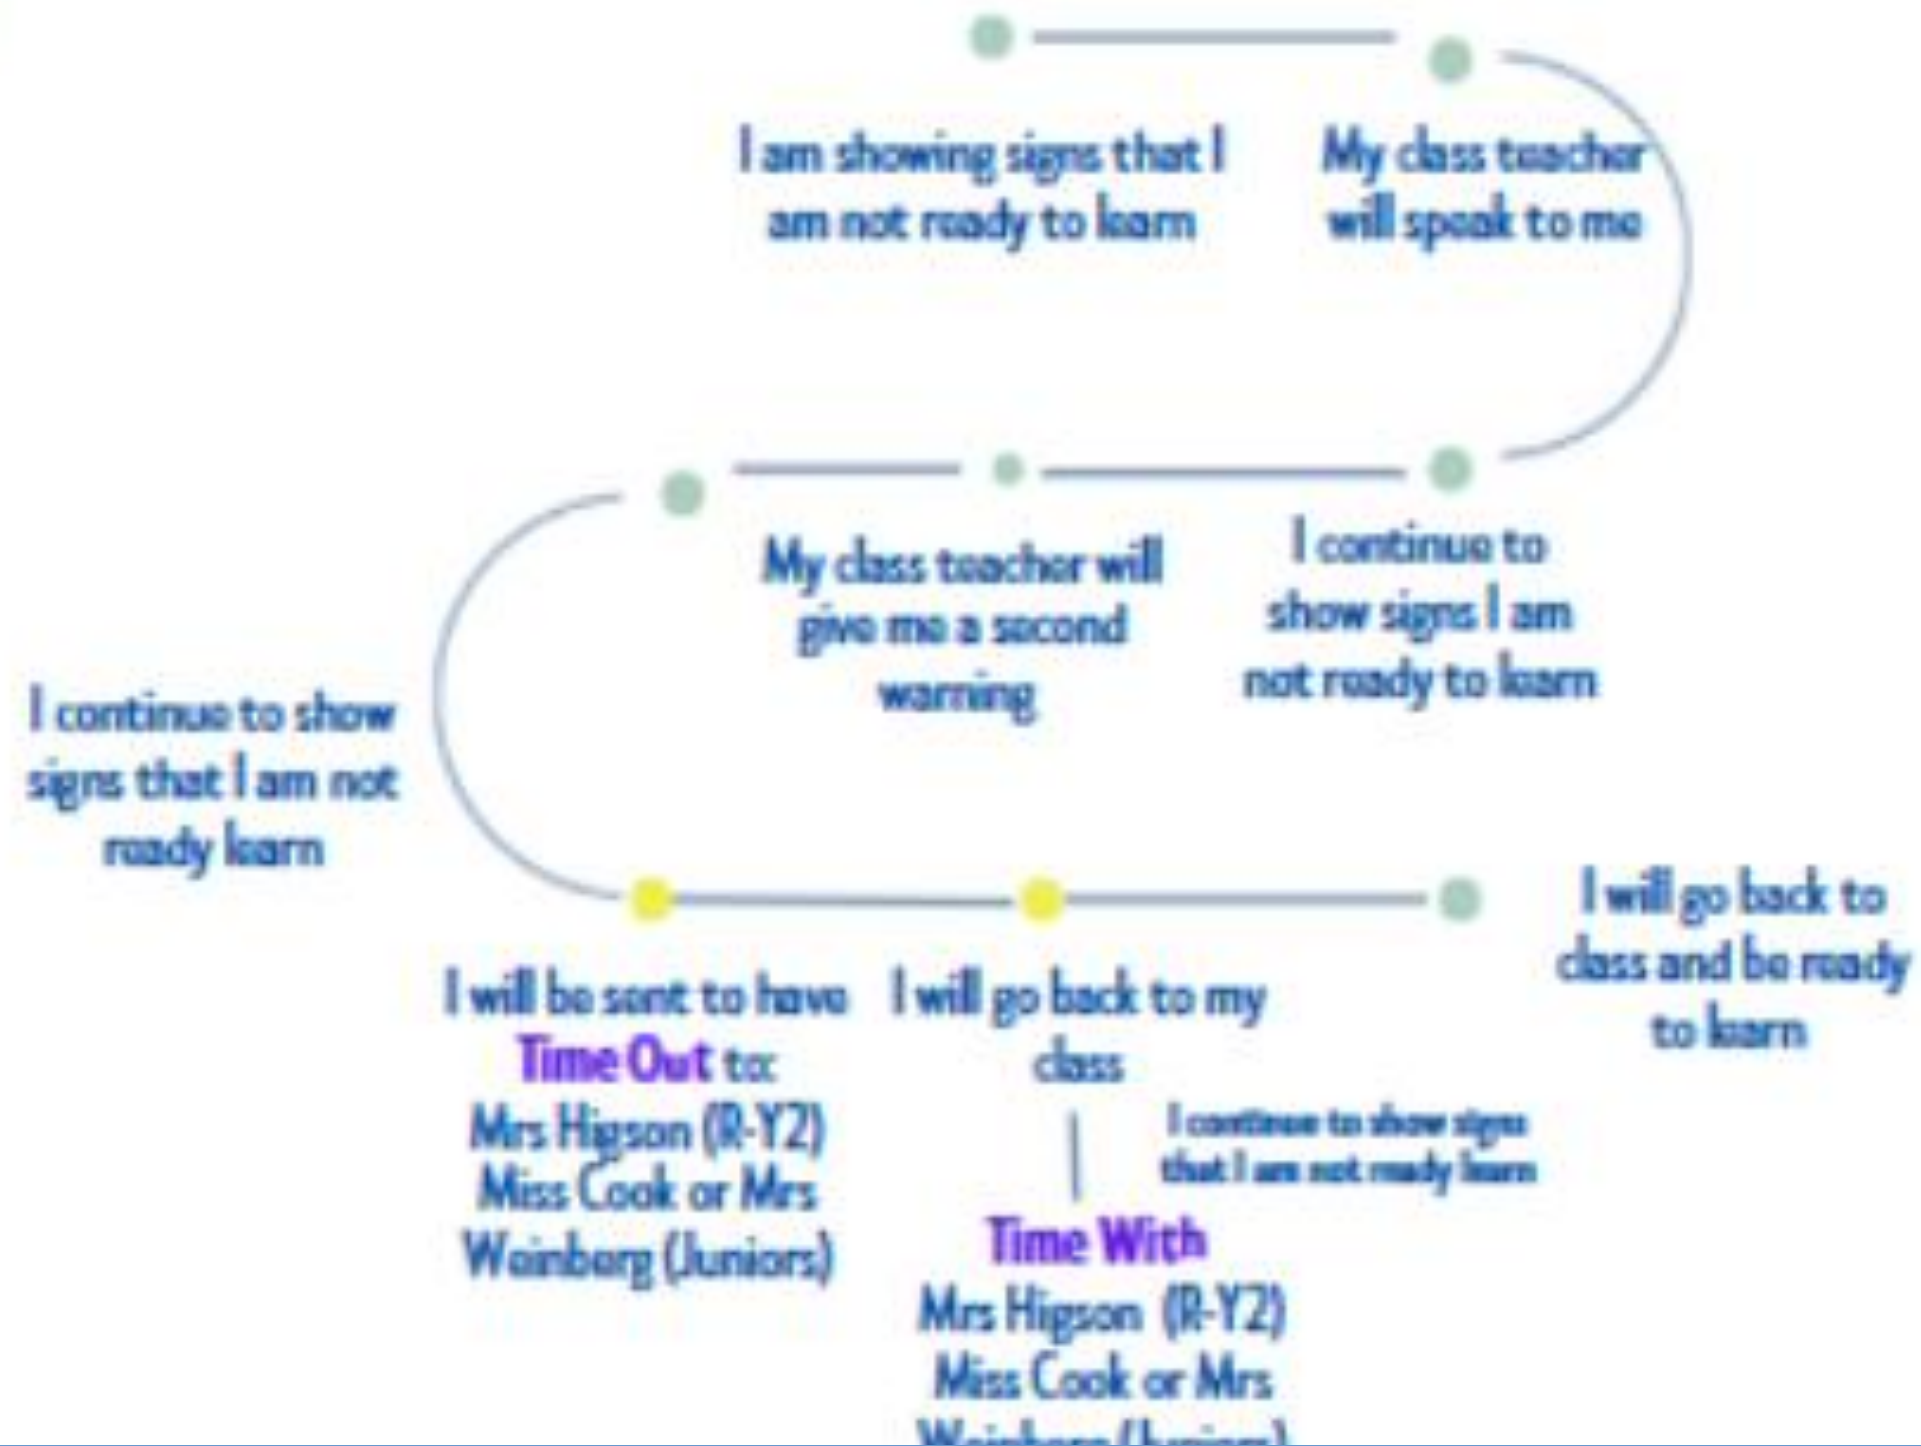 I am showing signs that I
am not ready to learn
My class teacher
will speak to me
I continue to
show signs I am
not ready to learn
My class teacher will
give me a second
warning
I continue to show
signs that I am not
ready learn
I will be sent to have
Time Out to:
Mrs Higson (R-Y2)
Miss Cook or Mrs
Weinberg (Juniors)
I will go back to my
class
I continue to show signs
that I am not ready learn
Time With
Mrs Higson (R-Y2)
Miss Cook or Mrs
Weinberg (Juniors)
I will go back to
class and be ready
to learn